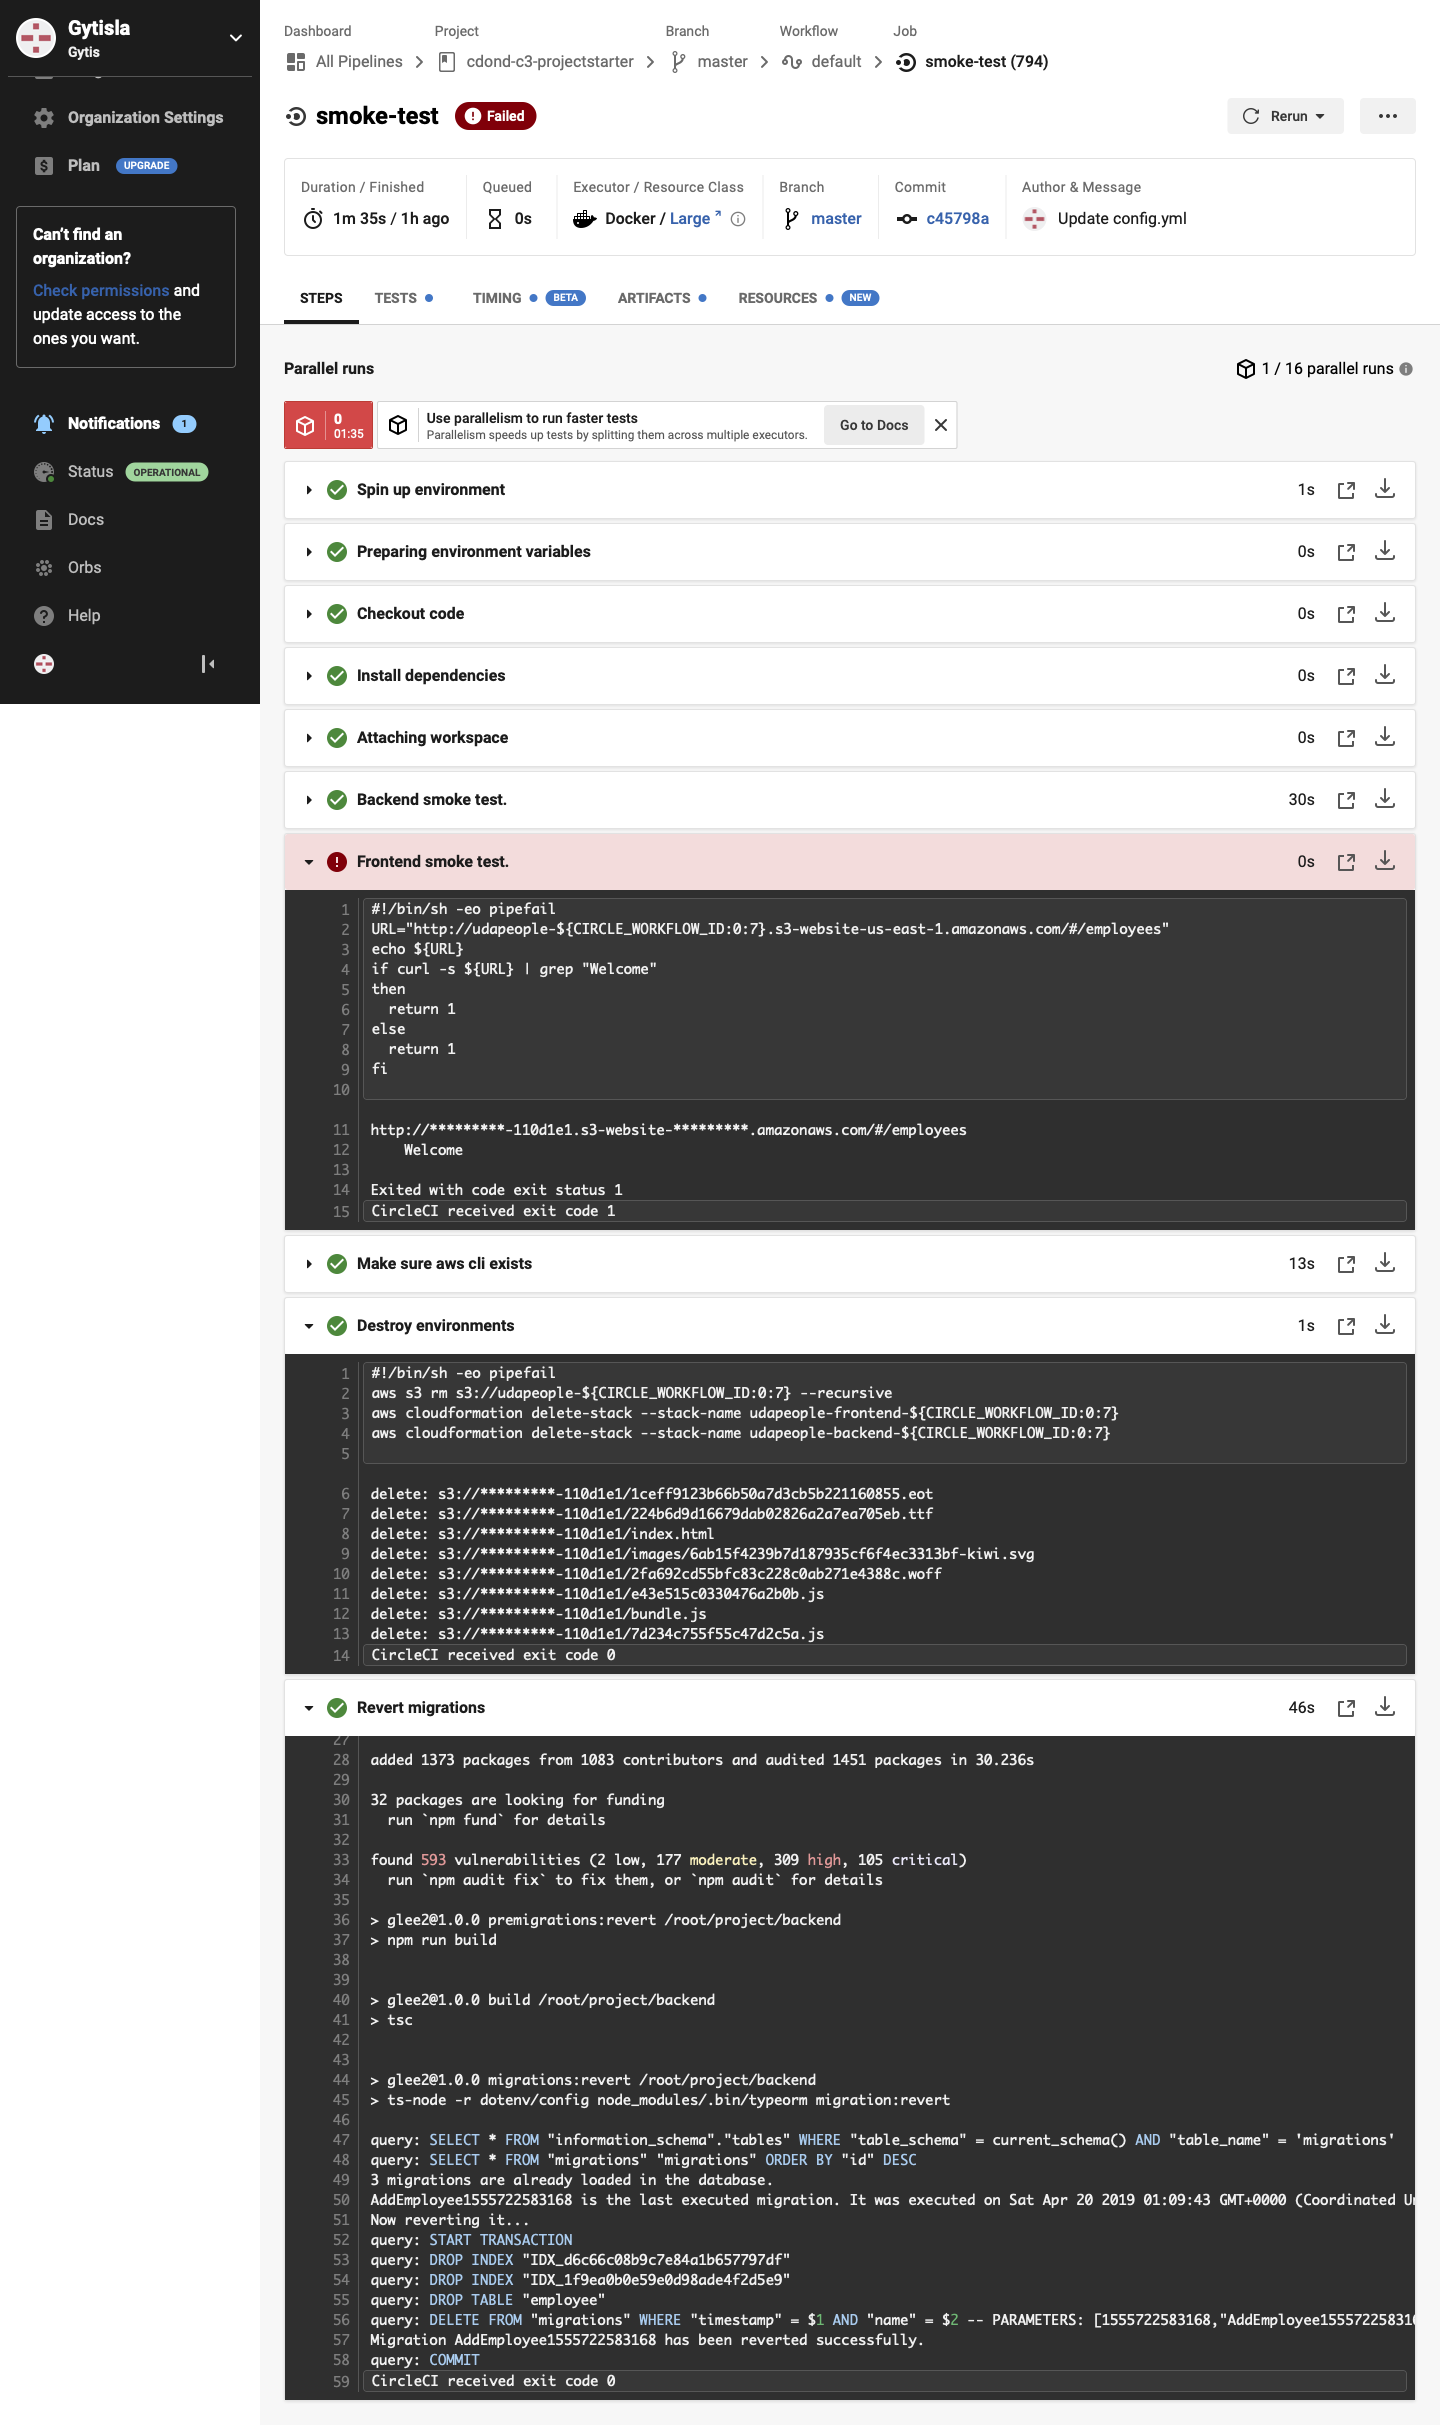 Gytisla
Gytis
Organization Settings
Plan UPGRADE
Can't find an
organization?
Check permissions and
update access to the
ones you want.
Notifications 1
Status OPERATIONAL
Docs
Orbs
Help
Dashboard Project Branch Workflow Job
All Pipelines cdond-c3-projectstarter master default smoke-test (794)
smoke-test Failed Rerun
Duration / Finished Queued Executor / Resource Class Branch Commit Author & Message
1m 35s / 1h ago 0s Docker / Large master c45798a Update config.yml
STEPS TESTS TIMING BETA ARTIFACTS RESOURCES NEW
Parallel runs 1 / 16 parallel runs
0
01:35
Use parallelism to run faster tests
Parallelism speeds up tests by splitting them across multiple executors.
Go to Docs
Spin up environment 1s
Preparing environment variables 0s
Checkout code 0s
Install dependencies 0s
Attaching workspace 0s
Backend smoke test. 30s
Frontend smoke test. 0s
1 #!/bin/sh -eo pipefail
2 URL="http://udapeople-${CIRCLE_WORKFLOW_ID:0:7}.s3-website-us-east-1.amazonaws.com/#/employees"
3 echo ${URL}
4 if curl -s ${URL} | grep "Welcome"
5 then
6   return 1
7 else
8   return 1
9 fi
10
11 http://*********-110d1e1.s3-website-*********.amazonaws.com/#/employees
12     Welcome
13
14 Exited with code exit status 1
15 CircleCI received exit code 1
Make sure aws cli exists 13s
Destroy environments 1s
1 #!/bin/sh -eo pipefail
2 aws s3 rm s3://udapeople-${CIRCLE_WORKFLOW_ID:0:7} --recursive
3 aws cloudformation delete-stack --stack-name udapeople-frontend-${CIRCLE_WORKFLOW_ID:0:7}
4 aws cloudformation delete-stack --stack-name udapeople-backend-${CIRCLE_WORKFLOW_ID:0:7}
5
6 delete: s3://*********-110d1e1/1ceff9123b66b50a7d3cb5b221160855.eot
7 delete: s3://*********-110d1e1/224b6d9d16679dab02826a2a7ea705eb.ttf
8 delete: s3://*********-110d1e1/index.html
9 delete: s3://*********-110d1e1/images/6ab15f4239b7d187935cf6f4ec3313bf-kiwi.svg
10 delete: s3://*********-110d1e1/2fa692cd55bfc83c228c0ab271e4388c.woff
11 delete: s3://*********-110d1e1/e43e515c0330476a2b0b.js
12 delete: s3://*********-110d1e1/bundle.js
13 delete: s3://*********-110d1e1/7d234c755f55c47d2c5a.js
14 CircleCI received exit code 0
Revert migrations 46s
27
28 added 1373 packages from 1083 contributors and audited 1451 packages in 30.236s
29
30 32 packages are looking for funding
31   run `npm fund` for details
32
33 found 593 vulnerabilities (2 low, 177 moderate, 309 high, 105 critical)
34   run `npm audit fix` to fix them, or `npm audit` for details
35
36 > glee2@1.0.0 premigrations:revert /root/project/backend
37 > npm run build
38
39
40 > glee2@1.0.0 build /root/project/backend
41 > tsc
42
43
44 > glee2@1.0.0 migrations:revert /root/project/backend
45 > ts-node -r dotenv/config node_modules/.bin/typeorm migration:revert
46
47 query: SELECT * FROM "information_schema"."tables" WHERE "table_schema" = current_schema() AND "table_name" = 'migrations'
48 query: SELECT * FROM "migrations" "migrations" ORDER BY "id" DESC
49 3 migrations are already loaded in the database.
50 AddEmployee1555722583168 is the last executed migration. It was executed on Sat Apr 20 2019 01:09:43 GMT+0000 (Coordinated
51 Now reverting it...
52 query: START TRANSACTION
53 query: DROP INDEX "IDX_d6c66c08b9c7e84a1b657797df"
54 query: DROP INDEX "IDX_1f9ea0b0e59e0d98ade4f2d5e9"
55 query: DROP TABLE "employee"
56 query: DELETE FROM "migrations" WHERE "timestamp" = $1 AND "name" = $2 -- PARAMETERS: [1555722583168,"AddEmployee155572258316
57 Migration AddEmployee1555722583168 has been reverted successfully.
58 query: COMMIT
59 CircleCI received exit code 0